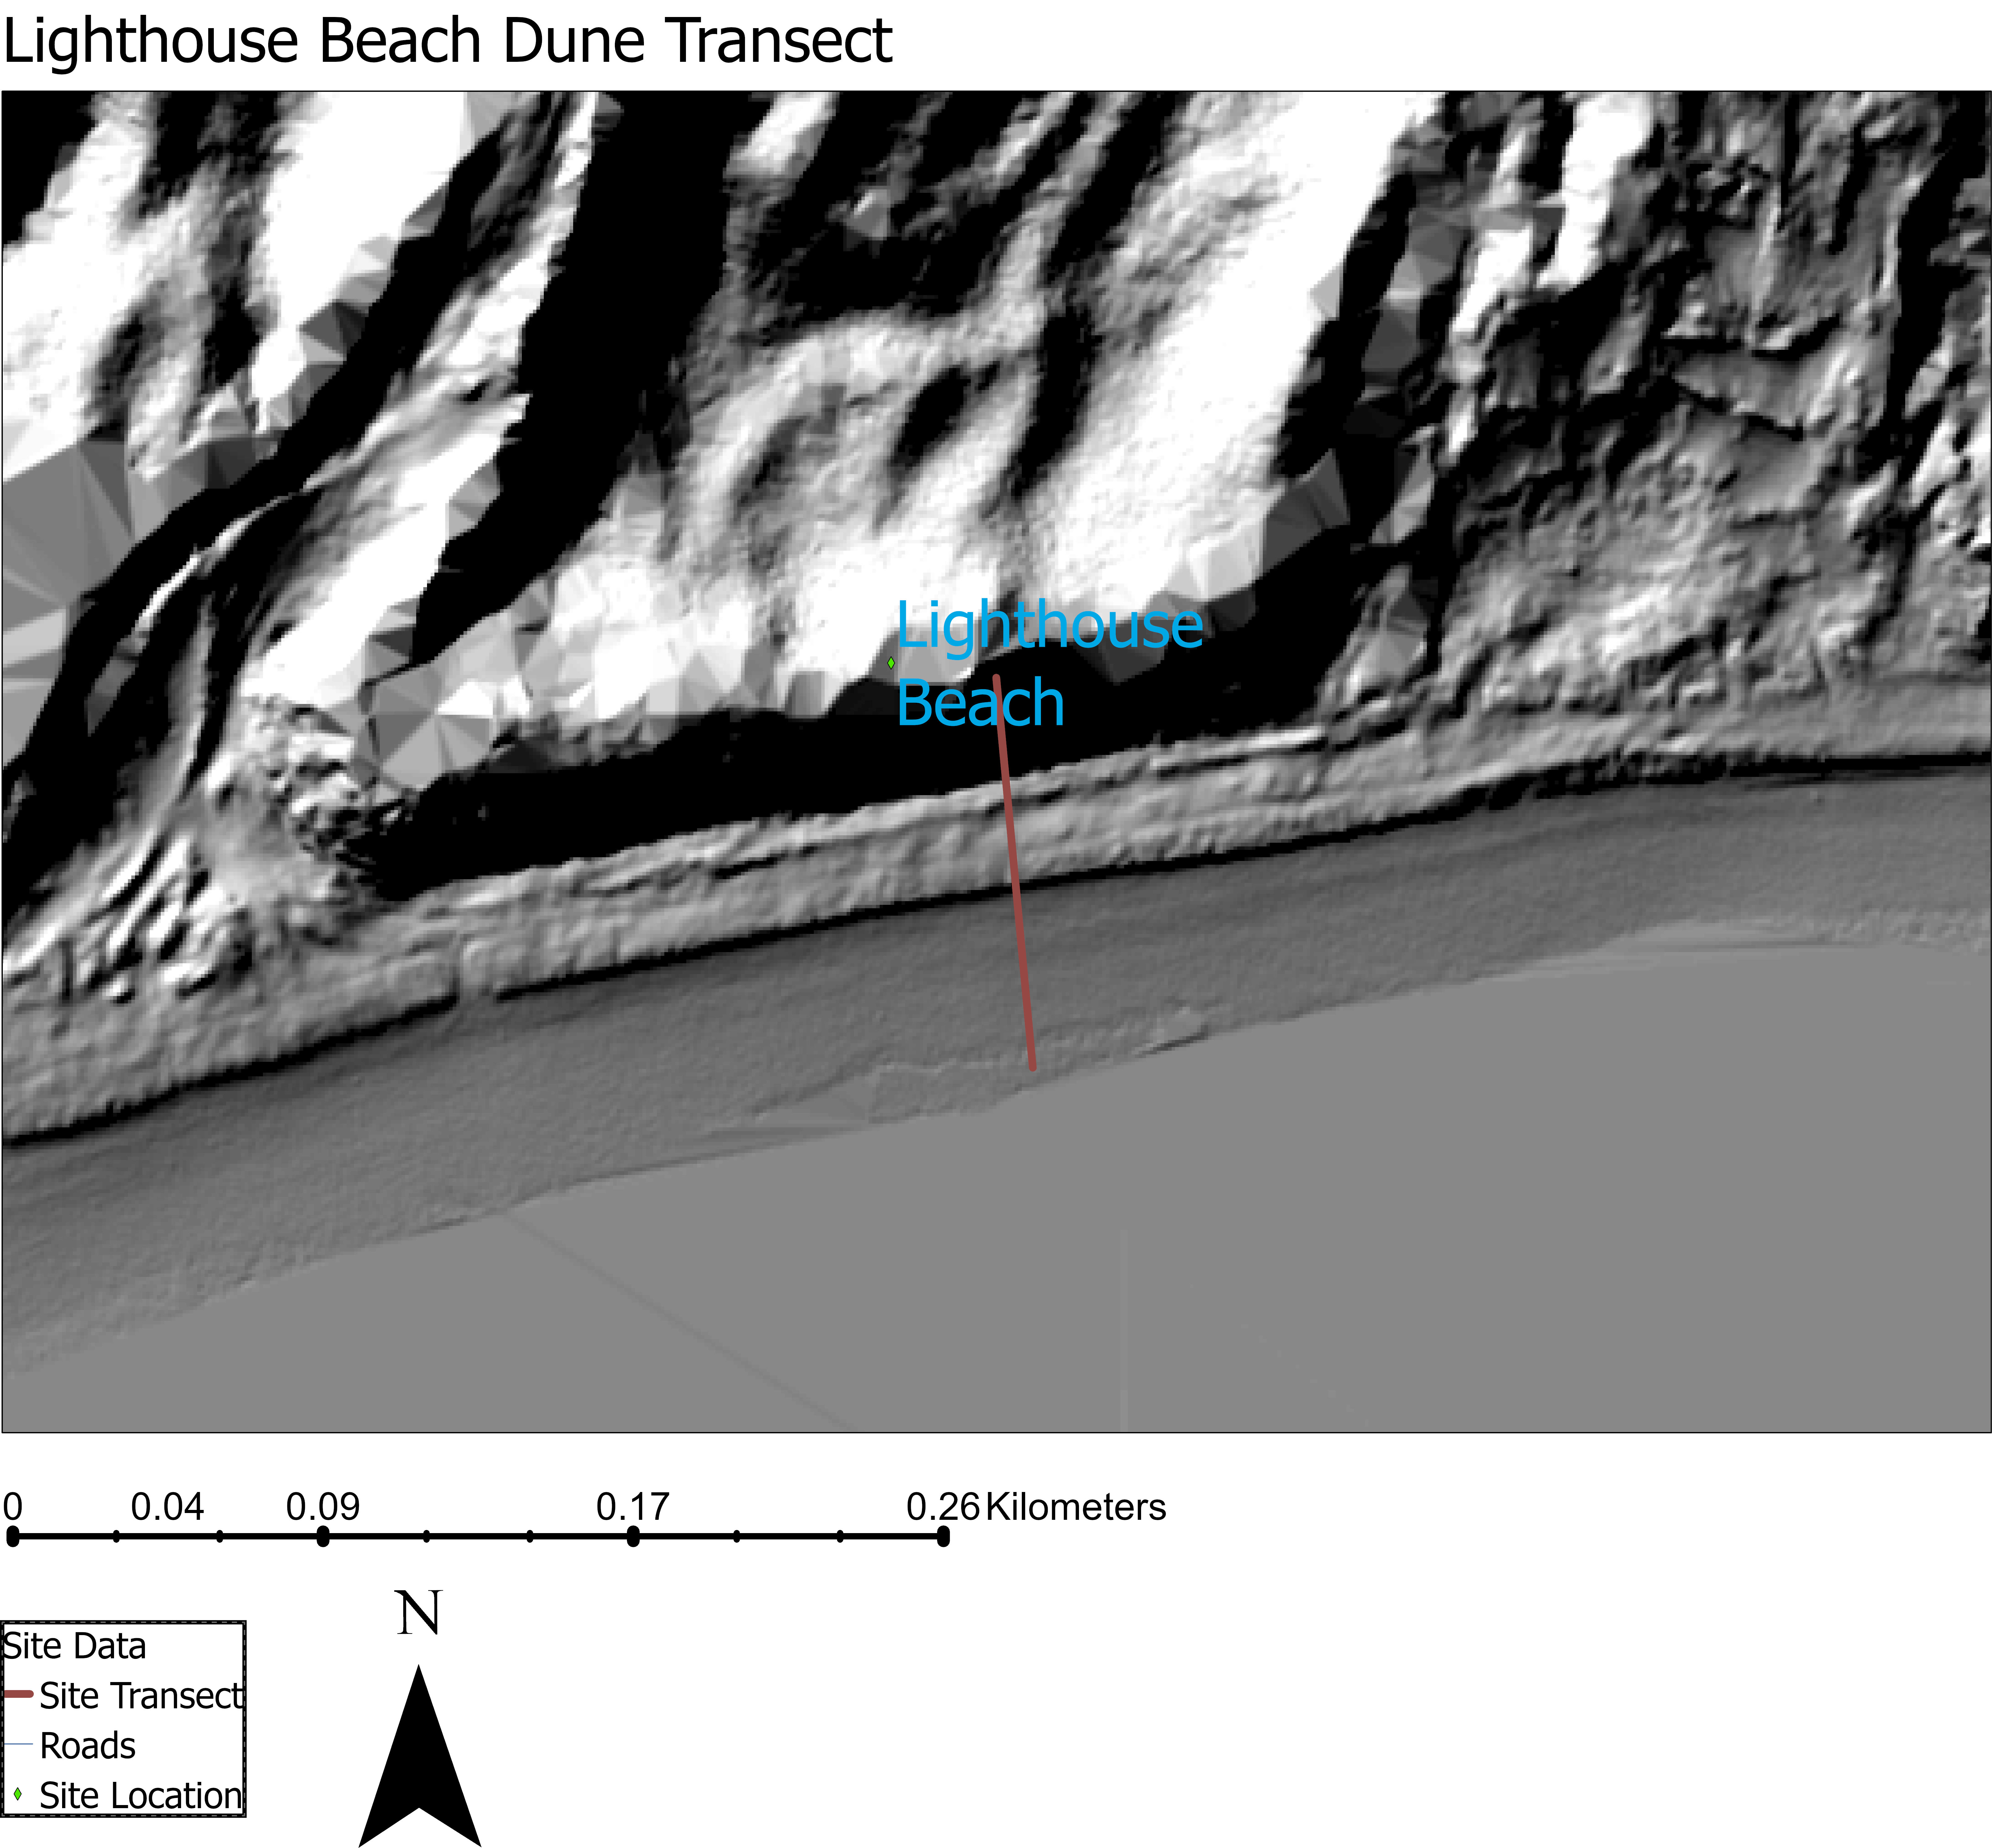 Lighthouse Beach Dune Transect
Lighthouse
Beach
0 0.04 0.09 0.17 0.26 Kilometers
N
Site Data
Site Transect
Roads
Site Location